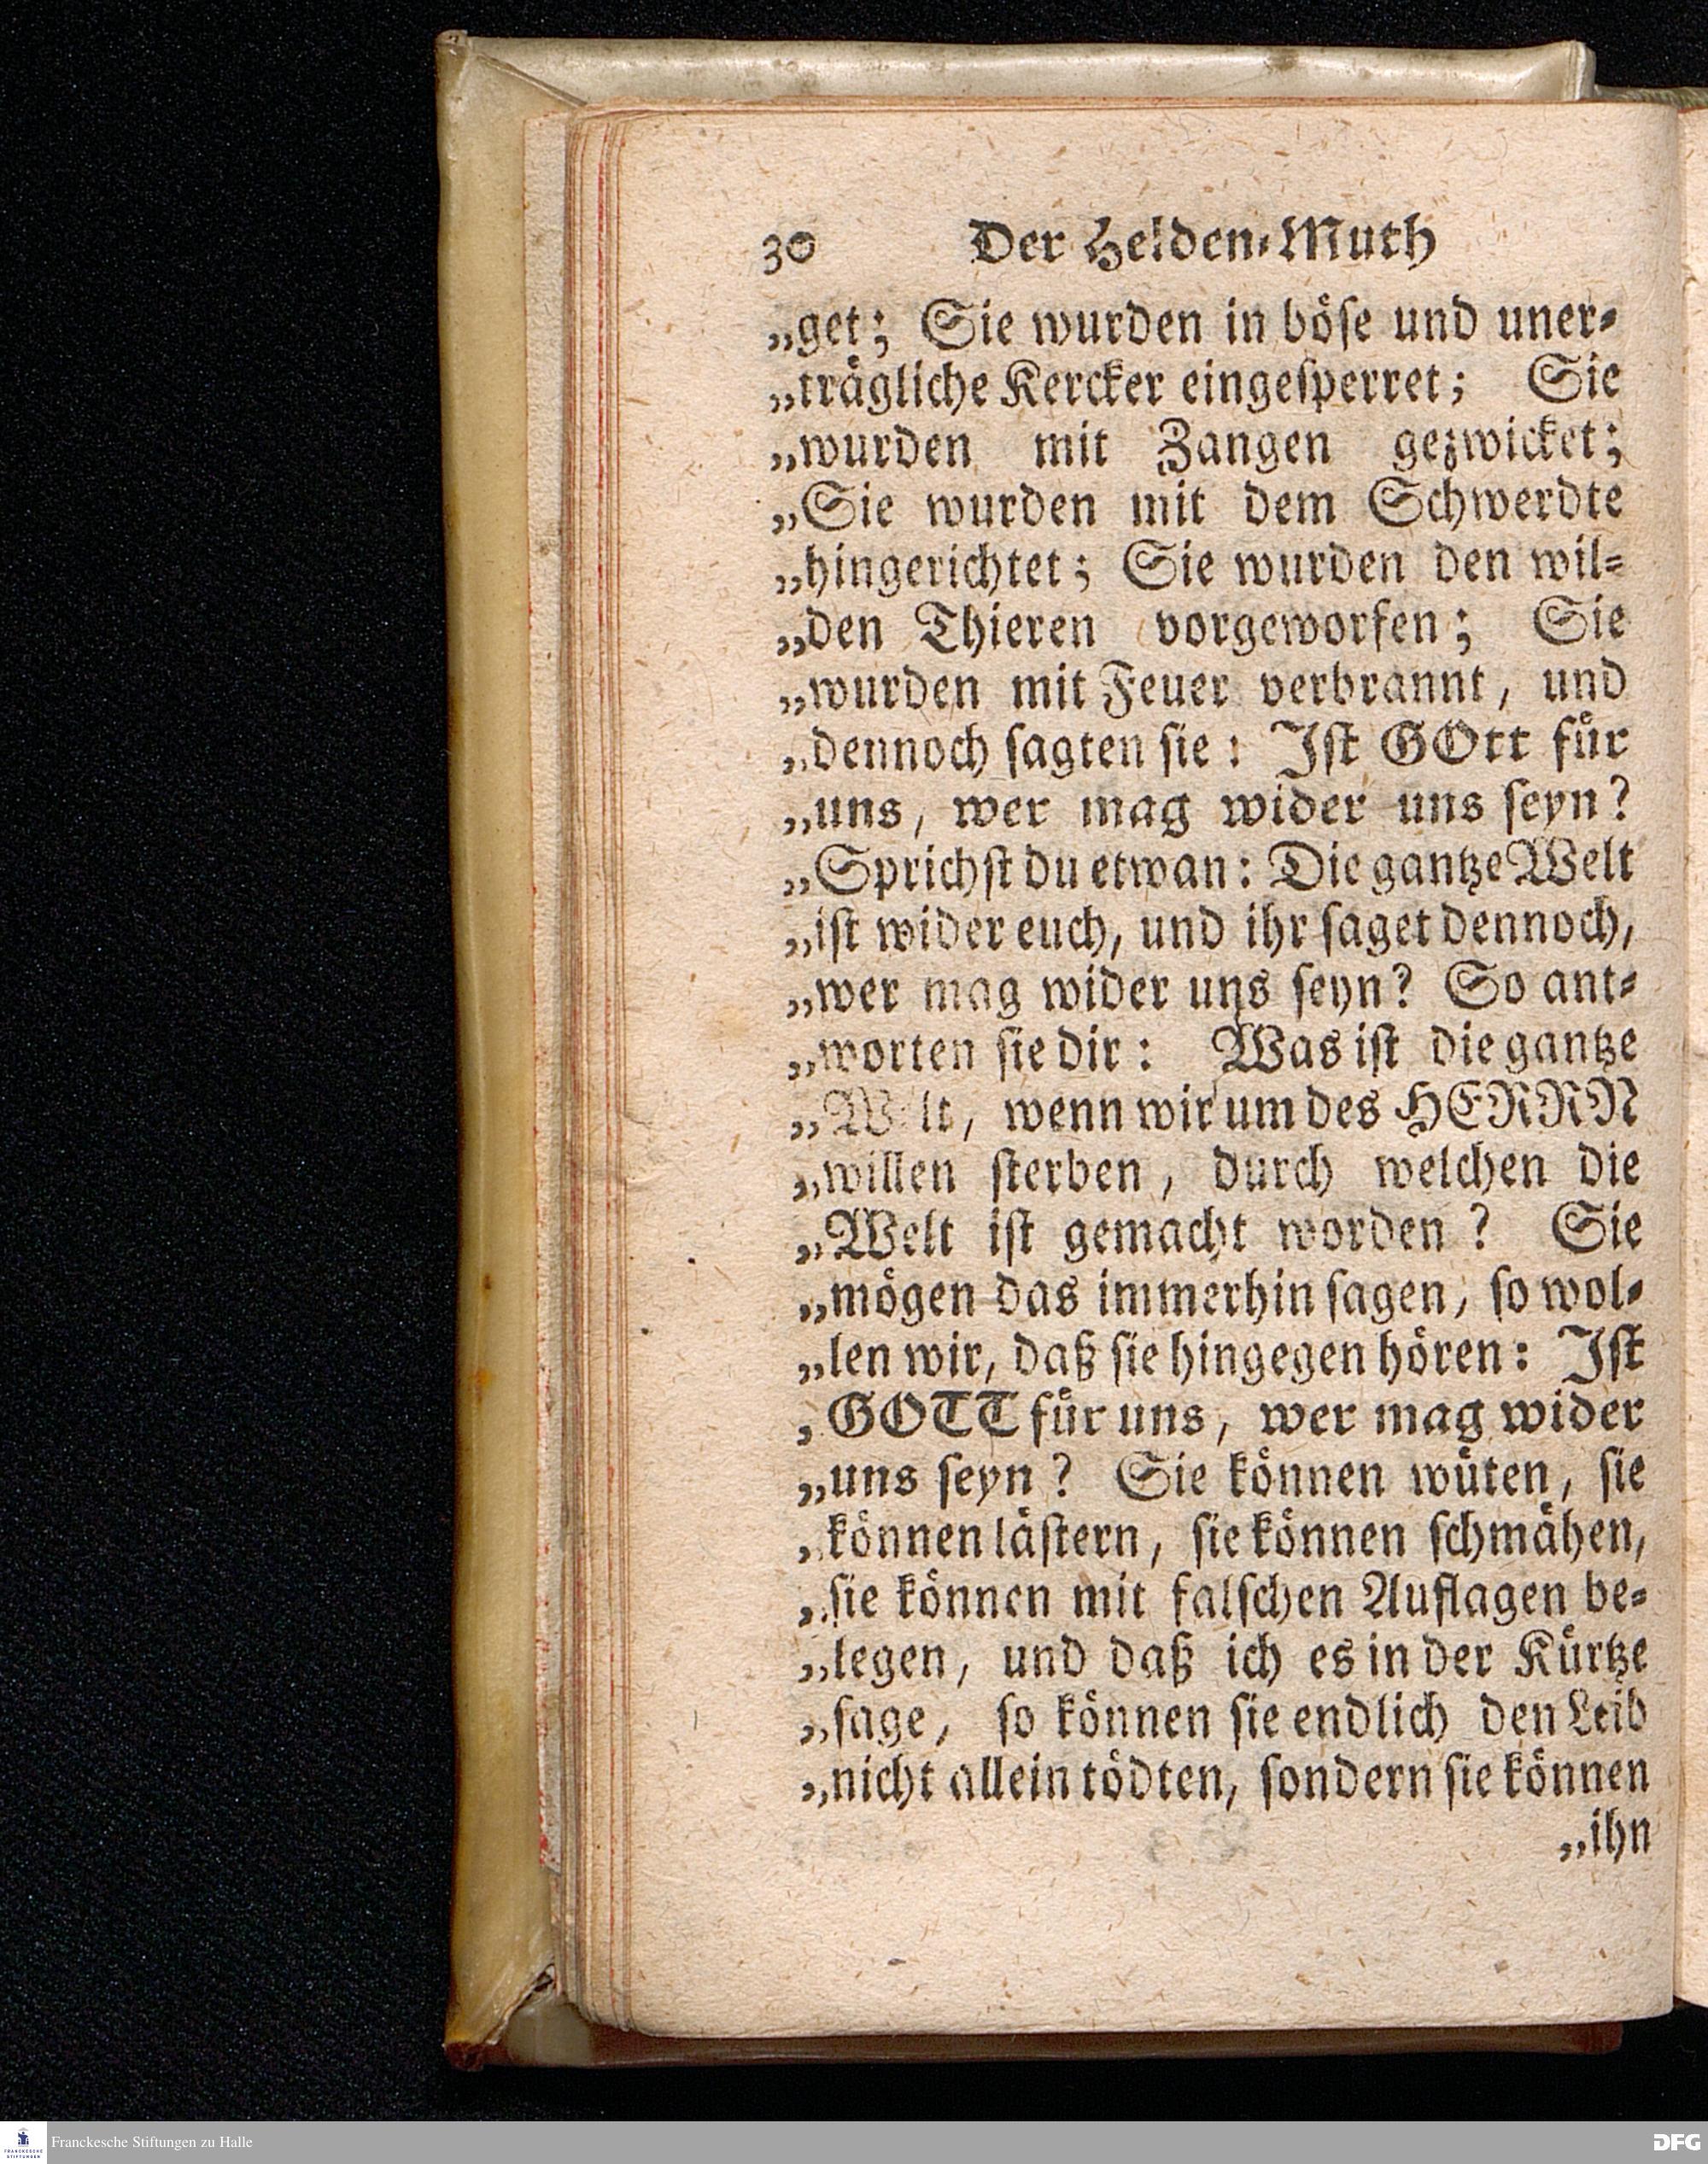 30 Der Helden-Muth
„get; Sie wurden in böſe und uner-
„trägliche Kercker eingeſperret; Sie
„wurden mit Zangen gezwicket;
„Sie wurden mit dem Schwerdte
„hingerichtet; Sie wurden den wil-
„den Thieren vorgeworfen; Sie
„wurden mit Feuer verbrannt, und
„dennoch ſagten ſie: Iſt GOtt für
„uns, wer mag wider uns ſeyn?
„Sprichſt du etwan: Die gantze Welt
„iſt wider euch, und ihr ſaget dennoch,
„wer mag wider uns ſeyn? So ant-
„worten ſie dir: Was iſt die gantze
„Welt, wenn wir um des HERRN
„willen ſterben, durch welchen die
„Welt iſt gemacht worden? Sie
„mögen das immerhin ſagen, ſo wol-
„len wir, daß ſie hingegen hören: Iſt
„GOTT für uns, wer mag wider
„uns ſeyn? Sie können wüten, ſie
„können läſtern, ſie können ſchmähen,
„ſie können mit falſchen Auflagen be-
„legen, und daß ich es in der Kürtze
„ſage, ſo können ſie endlich den Leib
„nicht allein tödten, ſondern ſie können
„ihn
FRANCKESCHE STIFTUNGEN
Franckesche Stiftungen zu Halle
DFG